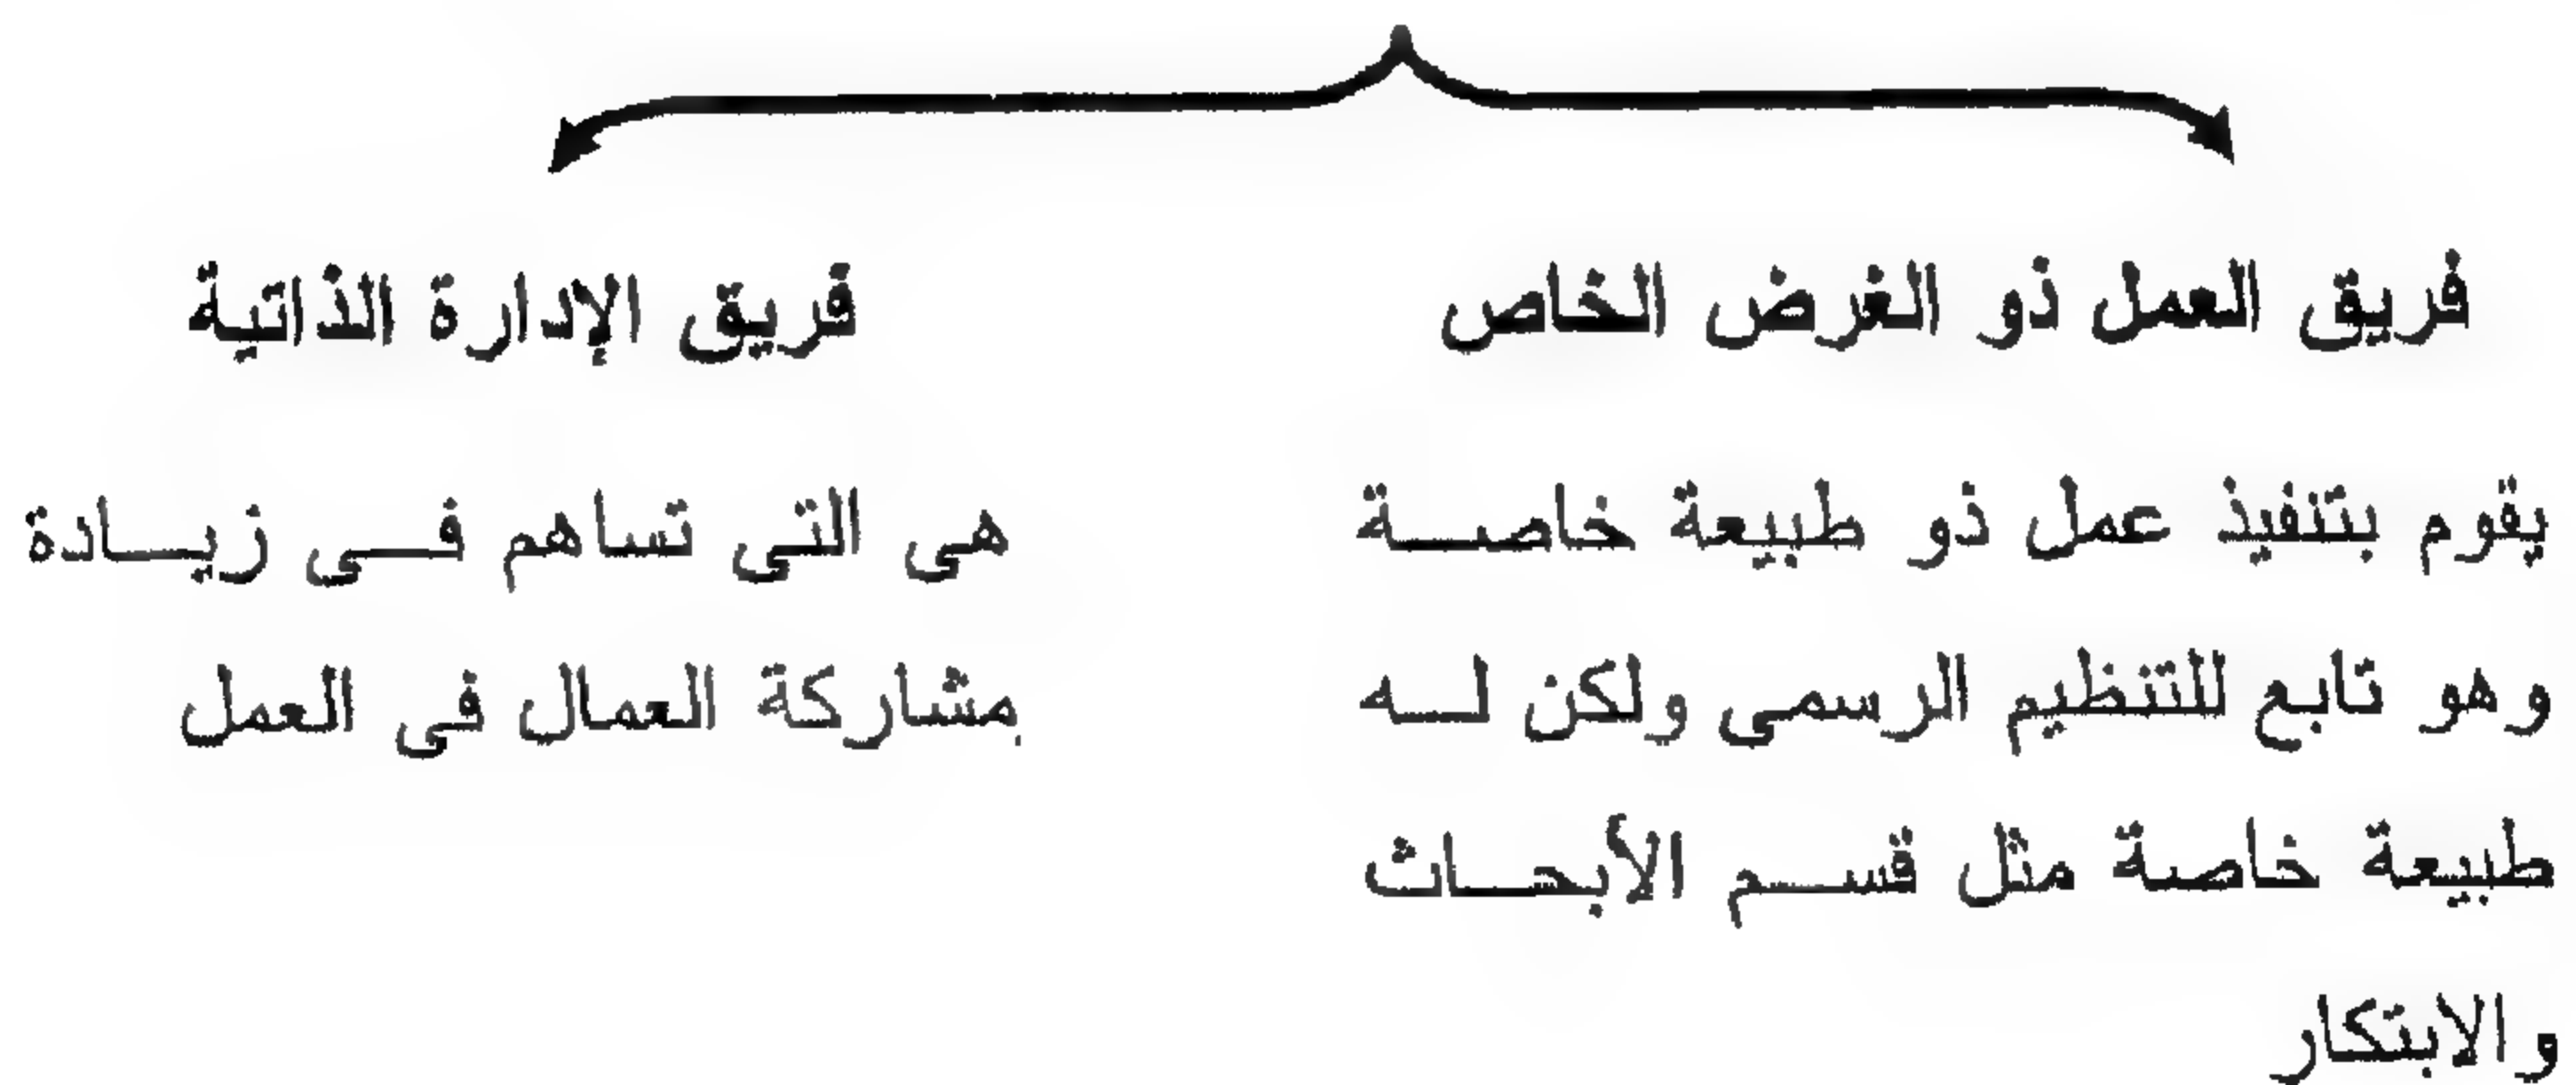 فريق العمل ذو الغرض الخاص
يقوم بتنفيذ عمل ذو طبيعة خاصة
وهو تابع للتنظيم الرسمى ولكن له
طبيعة خاصة مثل قسم الأبحاث
والابتكار
فريق الإدارة الذاتية
هى التى تساهم فى زيادة
مشاركة العمال فى العمل